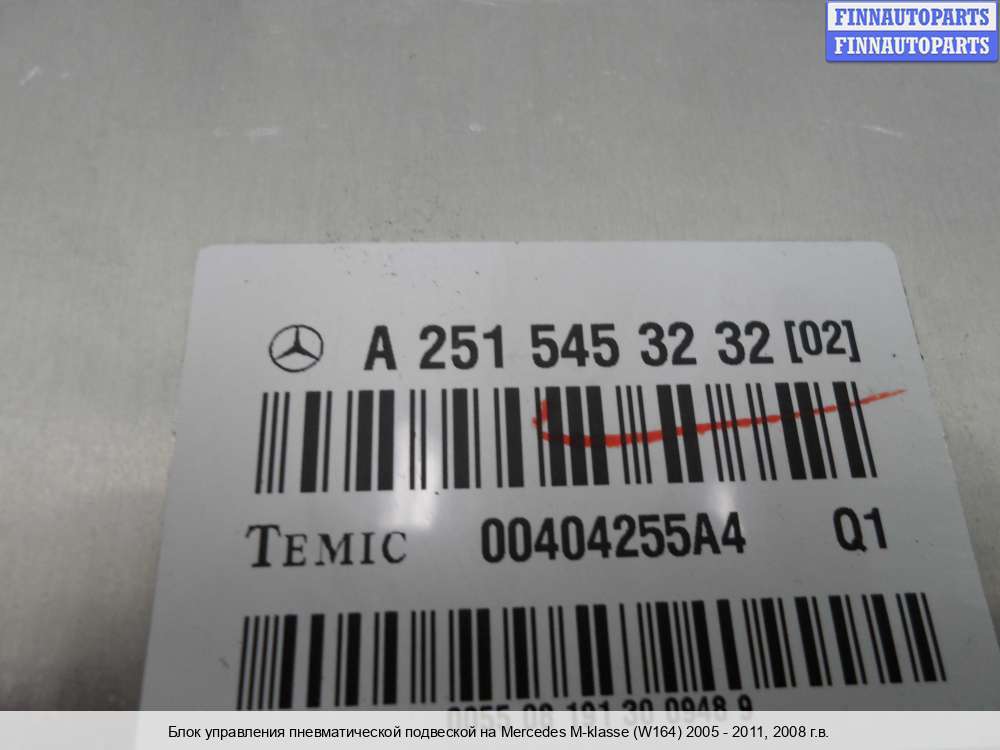 FINNAUTOPARTS
FINNAUTOPARTS
A 251 545 32 32 [02]
TEMIC 00404255A4 Q1
Блок управления пневматической подвеской на Mercedes M-klasse (W164) 2005 - 2011, 2008 г.в.